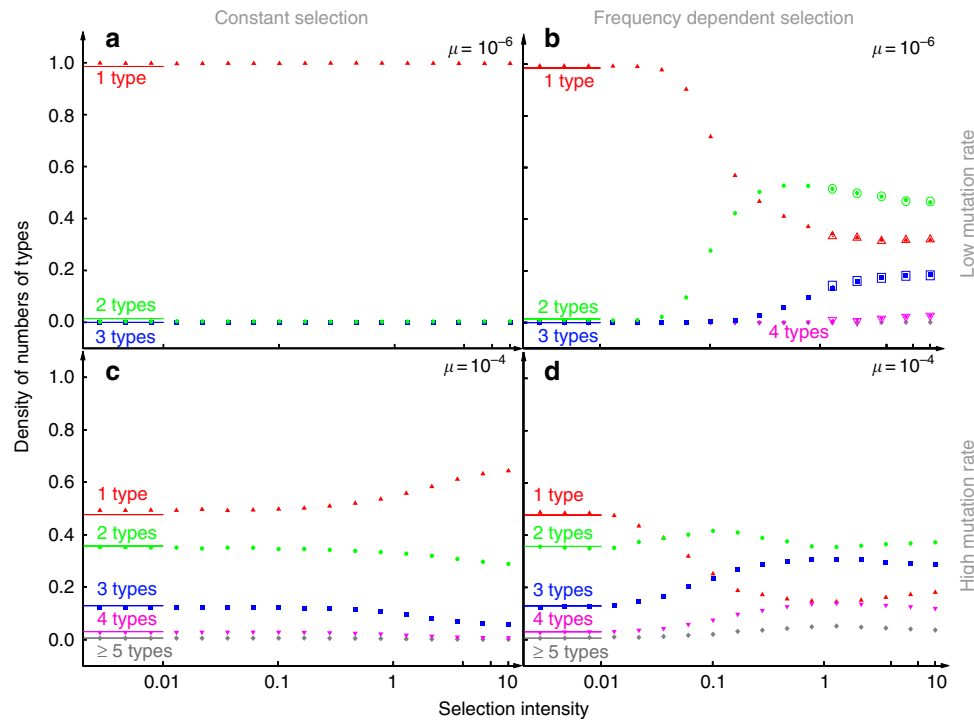 Constant selection
Frequency dependent selection
a
μ = 10⁻⁶
b
μ = 10⁻⁶
1.0
1 type
1 type
0.8
0.6
0.4
0.2
2 types
2 types
0.0
3 types
3 types
4 types
Low mutation rate
Density of numbers of types
c
μ = 10⁻⁴
d
μ = 10⁻⁴
1.0
0.8
0.6
1 type
1 type
0.4
2 types
2 types
0.2
3 types
3 types
4 types
4 types
0.0
≥ 5 types
≥ 5 types
High mutation rate
0.01 0.1 1 10
0.01 0.1 1 10
Selection intensity